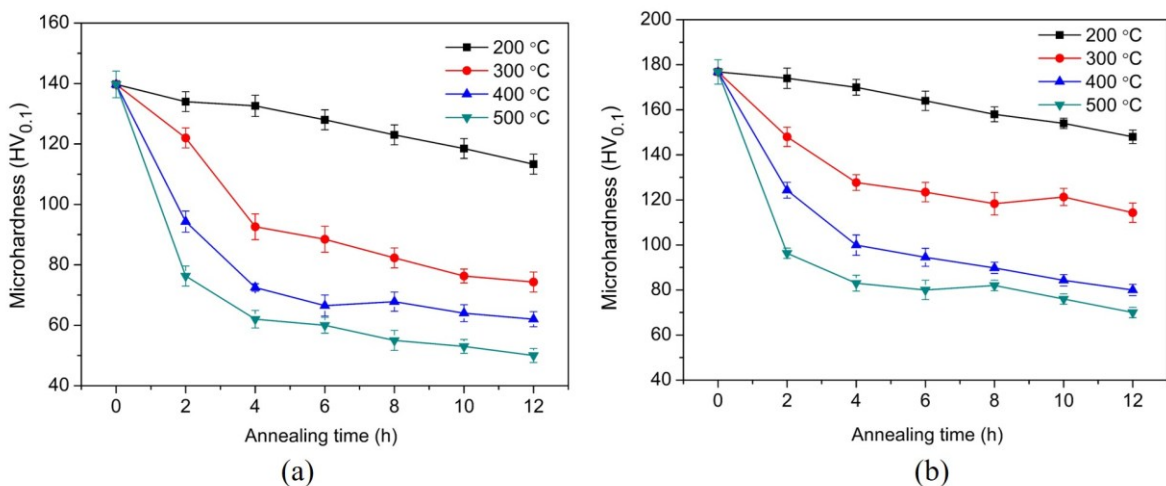 160
140
120
100
80
60
40
Microhardness (HV0.1)
200 °C
300 °C
400 °C
500 °C
0 2 4 6 8 10 12
Annealing time (h)
(a)
200
180
160
140
120
100
80
60
40
Microhardness (HV0.1)
200 °C
300 °C
400 °C
500 °C
0 2 4 6 8 10 12
Annealing time (h)
(b)